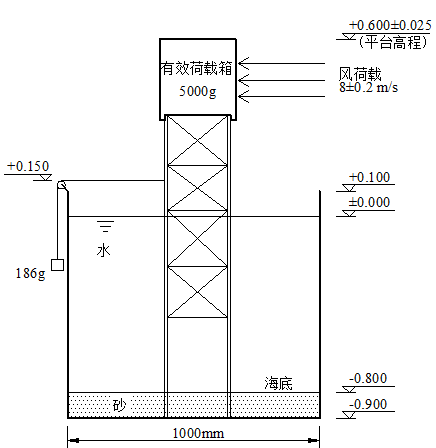 +0.600±0.025
（平台高程）
有效荷载箱
5000g
风荷载
8±0.2 m/s
+0.150
+0.100
±0.000
水
186g
海底
-0.800
砂
-0.900
1000mm